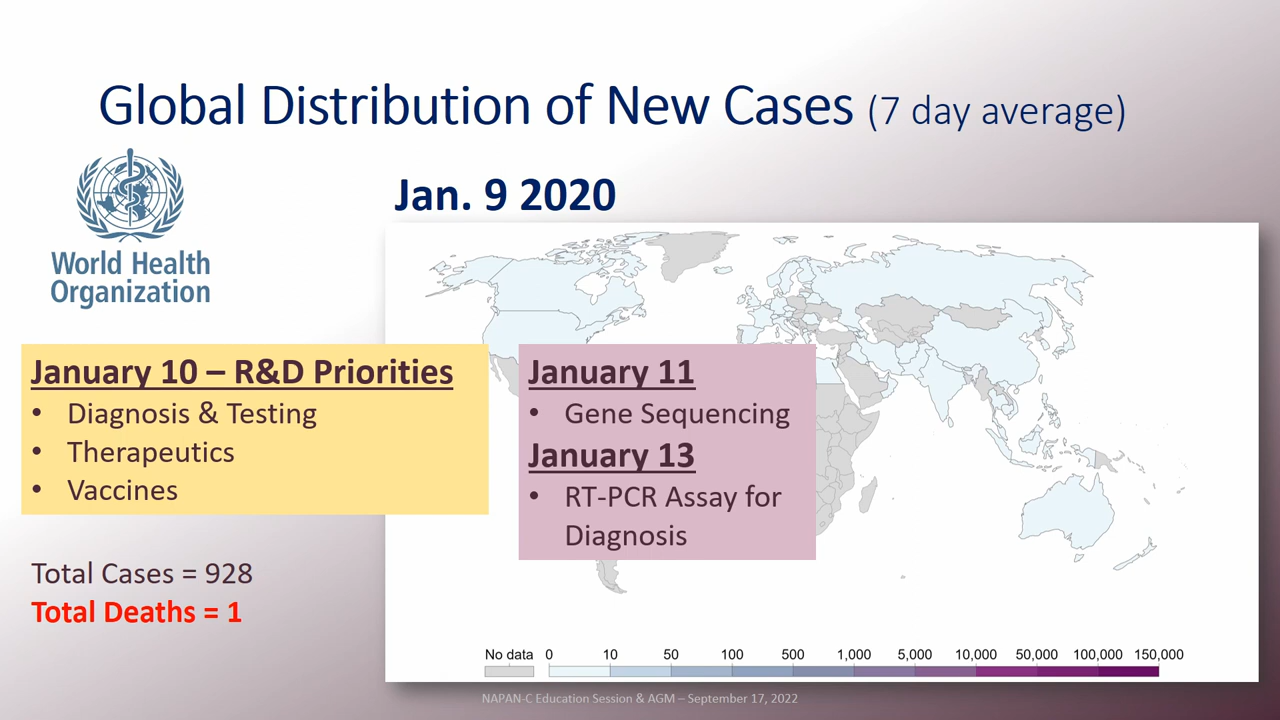 Global Distribution of New Cases (7 day average)
World Health
Organization
Jan. 9 2020
January 10 – R&D Priorities
• Diagnosis & Testing
• Therapeutics
• Vaccines
January 11
• Gene Sequencing
January 13
• RT-PCR Assay for
Diagnosis
Total Cases = 928
Total Deaths = 1
No data 0 10 50 100 500 1,000 5,000 10,000 50,000 100,000 150,000
NAPAN-C Education Session & AGM – September 17, 2022